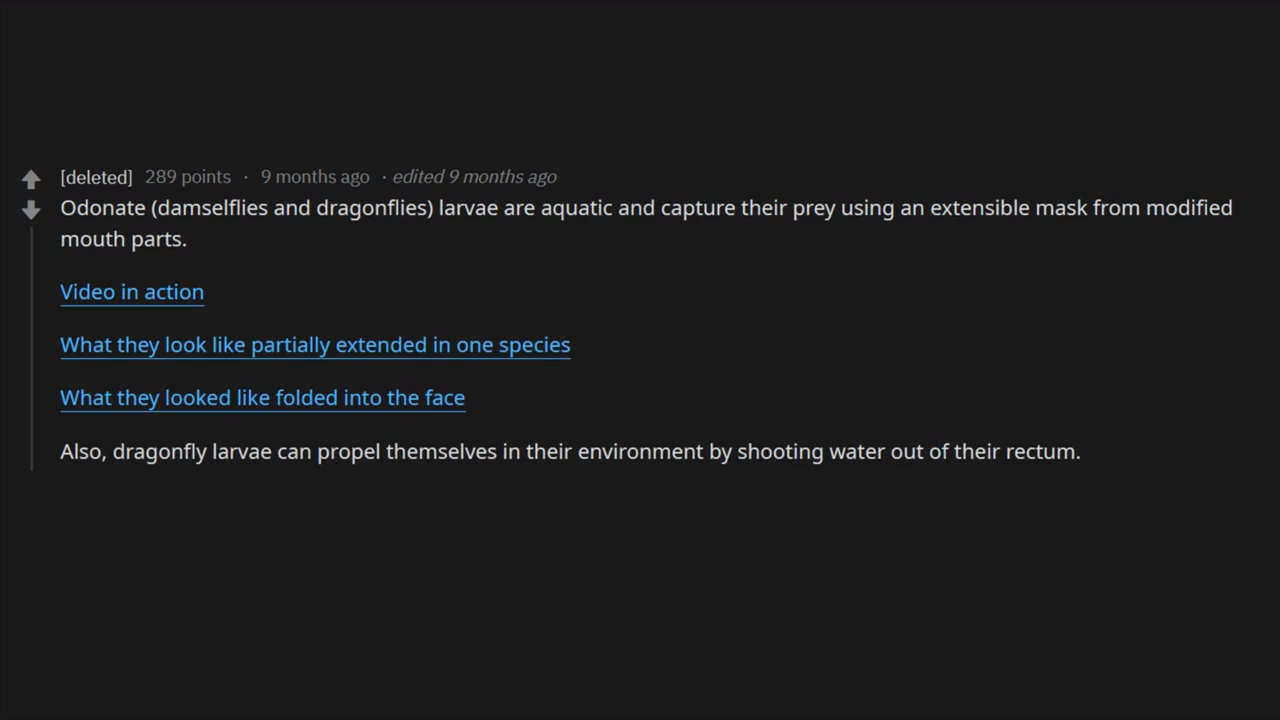 [deleted] 289 points · 9 months ago · edited 9 months ago
Odonate (damselflies and dragonflies) larvae are aquatic and capture their prey using an extensible mask from modified
mouth parts.
Video in action
What they look like partially extended in one species
What they looked like folded into the face
Also, dragonfly larvae can propel themselves in their environment by shooting water out of their rectum.